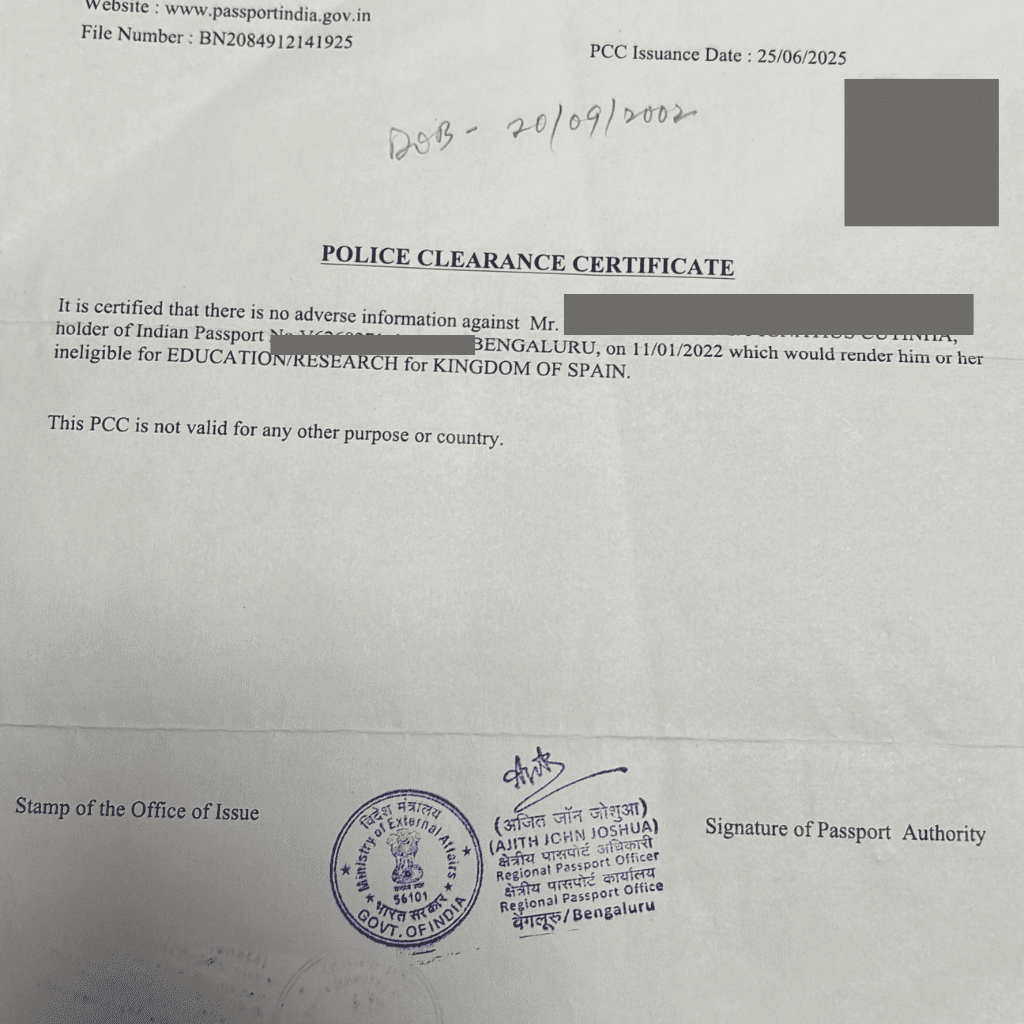 Website : www.passportindia.gov.in
File Number : BN2084912141925
PCC Issuance Date : 25/06/2025
DOB - 20/09/2002
POLICE CLEARANCE CERTIFICATE
It is certified that there is no adverse information against Mr.
holder of Indian Passport BENGALURU, on 11/01/2022 which would render him or her
ineligible for EDUCATION/RESEARCH for KINGDOM OF SPAIN.
This PCC is not valid for any other purpose or country.
Stamp of the Office of Issue
विदेश मंत्रालय
Ministry of External Affairs
56101
भारत सरकार
GOVT. OF INDIA
(अजित जॉन जोशुआ)
(AJITH JOHN JOSHUA)
क्षेत्रीय पासपोर्ट अधिकारी
Regional Passport Officer
क्षेत्रीय पासपोर्ट कार्यालय
Regional Passport Office
बेंगलूरु/Bengaluru
Signature of Passport Authority